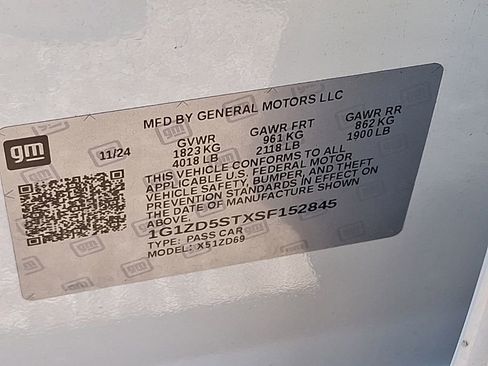 gm
MFD BY GENERAL MOTORS LLC
11/24 GVWR GAWR FRT GAWR RR
1823 KG 961 KG 862 KG
4018 LB 2118 LB 1900 LB
THIS VEHICLE CONFORMS TO ALL
APPLICABLE U.S. FEDERAL MOTOR
VEHICLE SAFETY, BUMPER, AND THEFT
PREVENTION STANDARDS IN EFFECT ON
THE DATE OF MANUFACTURE SHOWN
ABOVE.
1G1ZD5STXSF152845
TYPE: PASS CAR
MODEL: X51ZD69